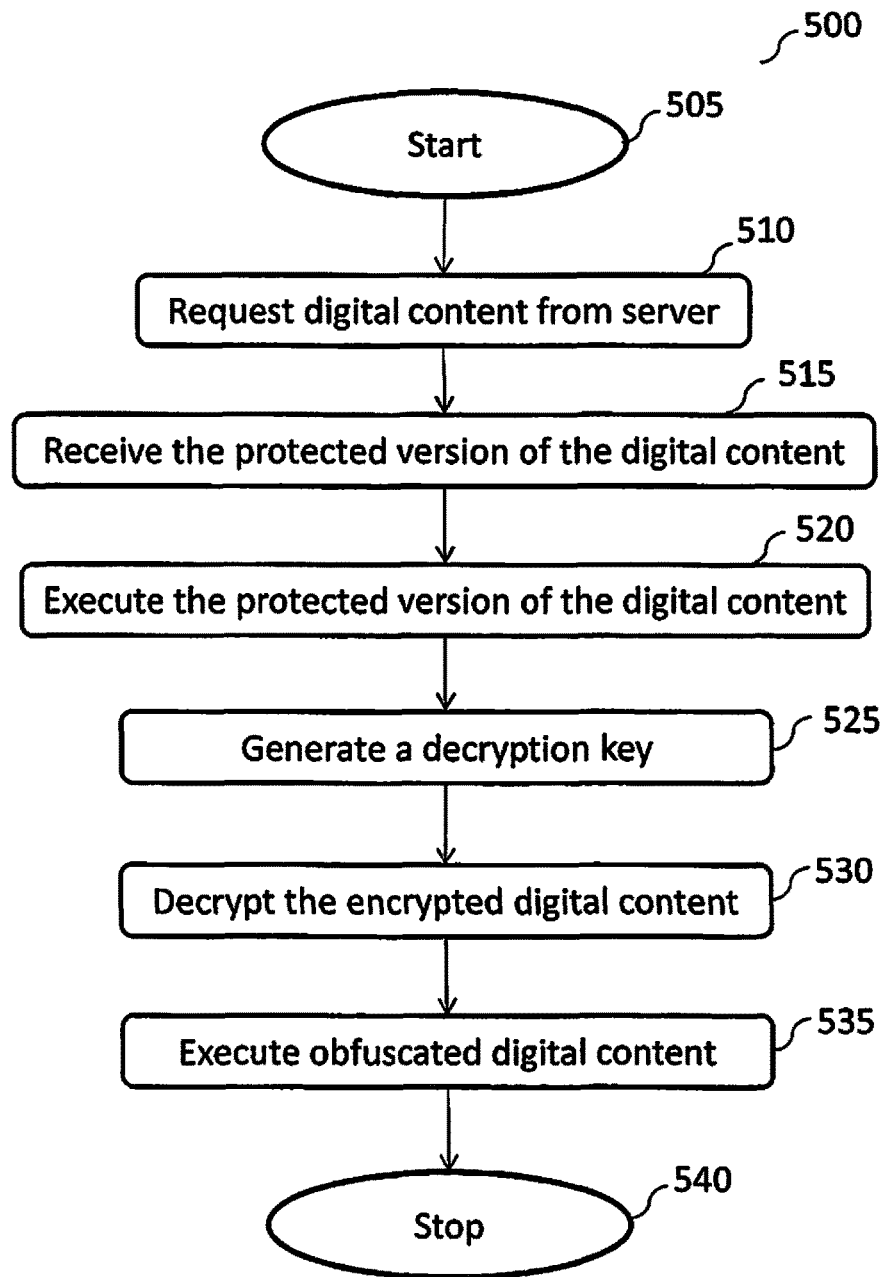 500
505
Start
510
Request digital content from server
515
Receive the protected version of the digital content
520
Execute the protected version of the digital content
525
Generate a decryption key
530
Decrypt the encrypted digital content
535
Execute obfuscated digital content
540
Stop